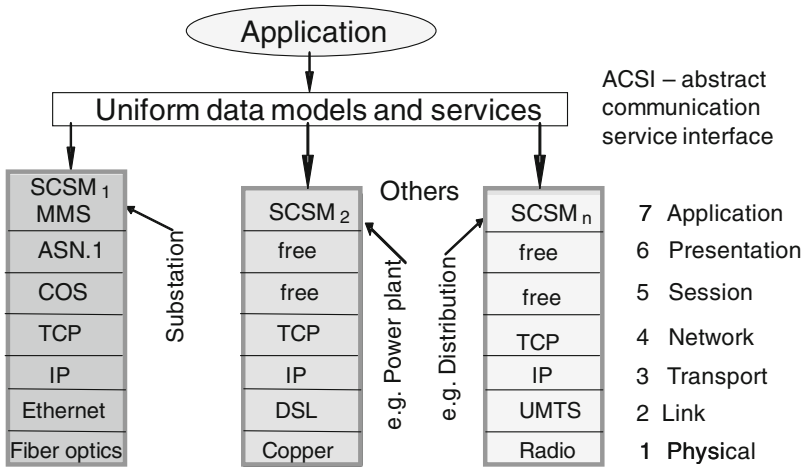 Application
Uniform data models and services
ACSI – abstract
communication
service interface
SCSM 1
MMS
ASN.1
COS
TCP
IP
Ethernet
Fiber optics
Substation
Others
SCSM 2
free
free
TCP
IP
DSL
Copper
e.g. Power plant
e.g. Distribution
SCSM n
free
free
TCP
IP
UMTS
Radio
7 Application
6 Presentation
5 Session
4 Network
3 Transport
2 Link
1 Physical